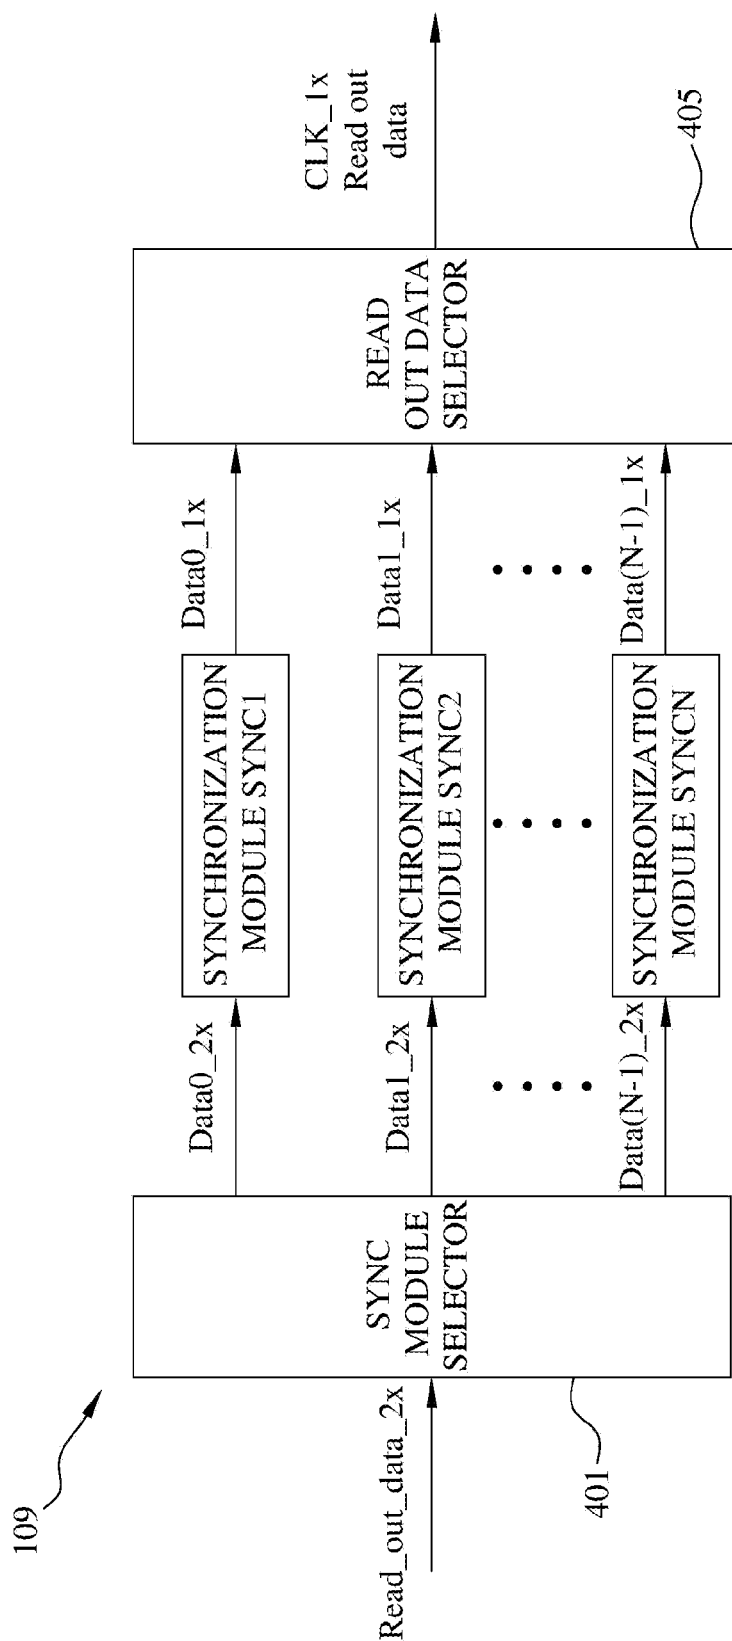 109
Read_out_data_2x
401
SYNC
MODULE
SELECTOR
Data0_2x
Data1_2x
Data(N-1)_2x
SYNCHRONIZATION
MODULE SYNC1
SYNCHRONIZATION
MODULE SYNC2
SYNCHRONIZATION
MODULE SYNCN
Data0_1x
Data1_1x
Data(N-1)_1x
READ
OUT DATA
SELECTOR
405
CLK_1x
Read out
data